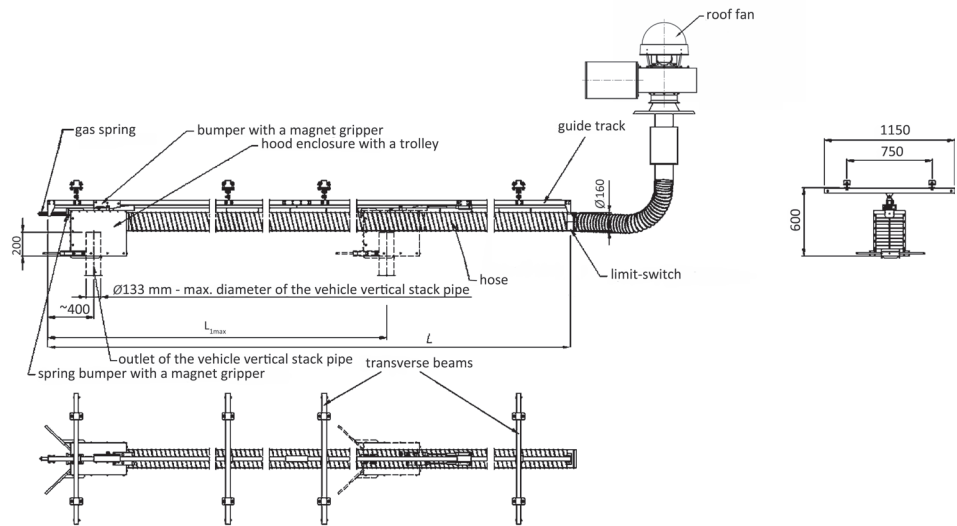 roof fan
gas spring
bumper with a magnet gripper
hood enclosure with a trolley
guide track
1150
750
Ø160
600
200
limit-switch
hose
Ø133 mm - max. diameter of the vehicle vertical stack pipe
~400
L1max
L
outlet of the vehicle vertical stack pipe
spring bumper with a magnet gripper
transverse beams